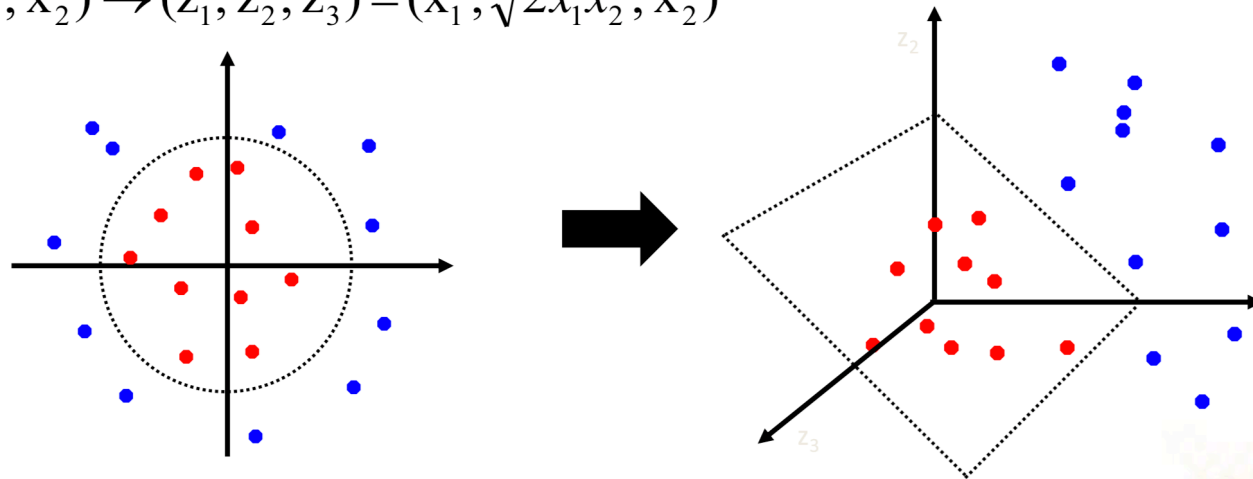 , x₂) → (z₁, z₂, z₃) = (x₁, √2x₁x₂, x₂)
z₂
z₃